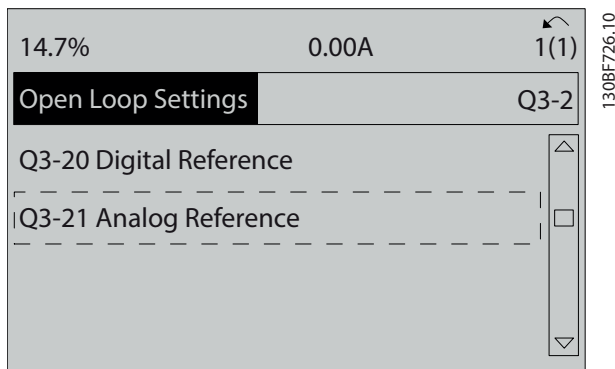 14.7% 0.00A 1(1)
Open Loop Settings Q3-2
Q3-20 Digital Reference
Q3-21 Analog Reference
130BF726.10